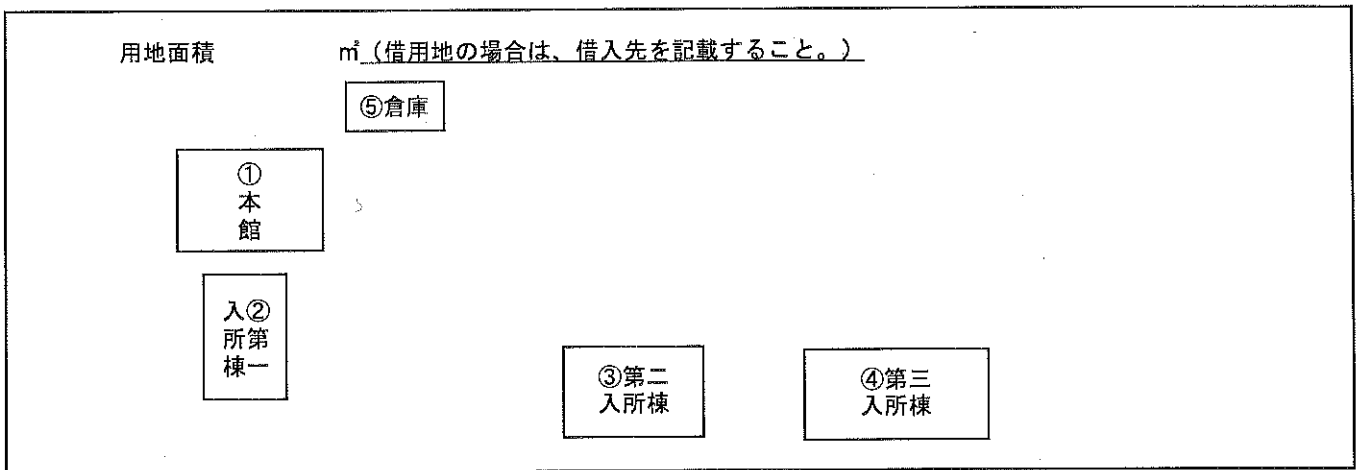 用地面積　　㎡(借用地の場合は、借入先を記載すること。)
⑤倉庫
①
本
館
②第一
入所棟
③第二
入所棟
④第三
入所棟